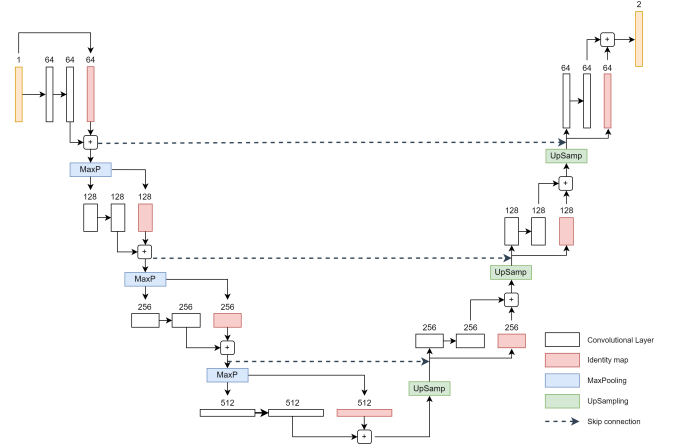 2
+
1 64 64 64
64 64 64
+
+
UpSamp
MaxP
+
128 128 128
128 128 128
+
UpSamp
MaxP
+
256 256 256
256 256 256
Convolutional Layer
+
Identity map
MaxP
MaxPooling
UpSamp
512 512 512
UpSampling
Skip connection
+